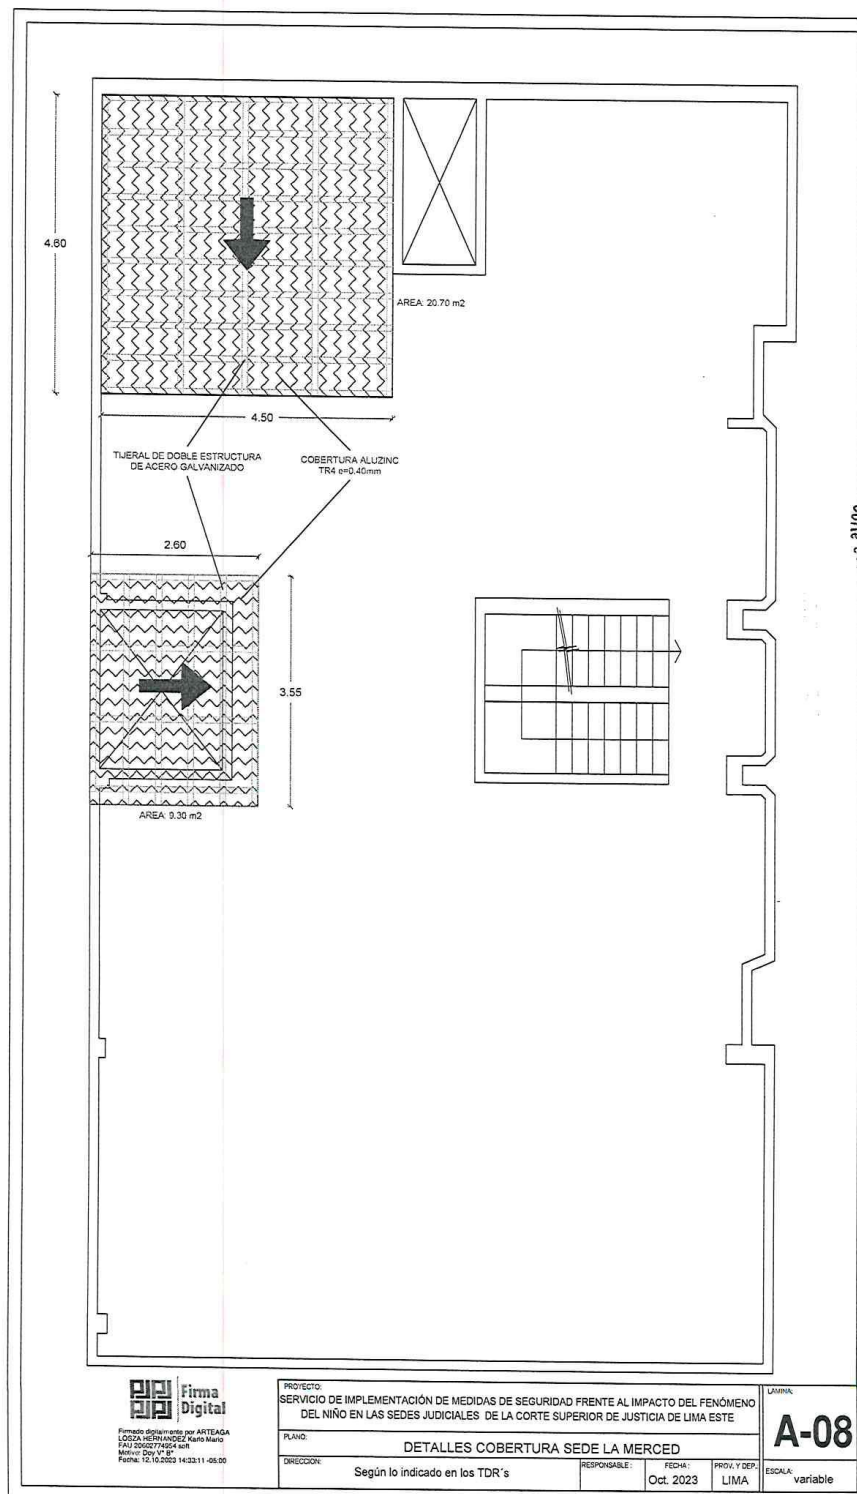 4.60
AREA: 20.70 m2
4.50
TIJERAL DE DOBLE ESTRUCTURA
DE ACERO GALVANIZADO
COBERTURA ALUZINC
TR4 e=0.40mm
2.60
3.55
AREA: 9.30 m2
Firma
Digital
Firmado digitalmente por ARTEAGA
LOSZA HERNANDEZ Karlo Mario
FAU 20602774954 soft
Motivo: Doy V° B°
Fecha: 12.10.2023 14:33:11 -05:00
PROYECTO:
SERVICIO DE IMPLEMENTACIÓN DE MEDIDAS DE SEGURIDAD FRENTE AL IMPACTO DEL FENÓMENO
DEL NIÑO EN LAS SEDES JUDICIALES DE LA CORTE SUPERIOR DE JUSTICIA DE LIMA ESTE
PLANO:
DETALLES COBERTURA SEDE LA MERCED
DIRECCION:
Según lo indicado en los TDR´s
RESPONSABLE:
FECHA:
Oct. 2023
PROV. Y DEP.:
LIMA
LAMINA:
A-08
ESCALA:
variable